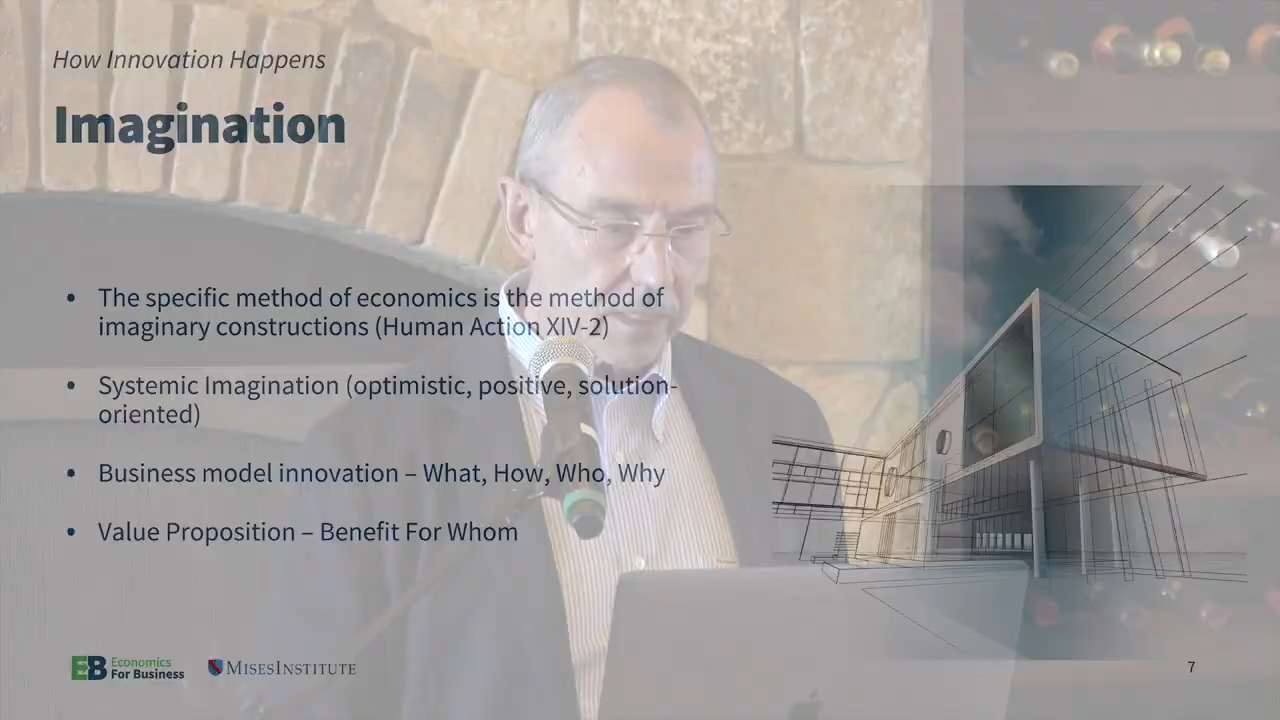 How Innovation Happens
Imagination
• The specific method of economics is the method of
imaginary constructions (Human Action XIV-2)
• Systemic Imagination (optimistic, positive, solution-
oriented)
• Business model innovation – What, How, Who, Why
• Value Proposition – Benefit For Whom
EB Economics
For Business
MISESINSTITUTE
7